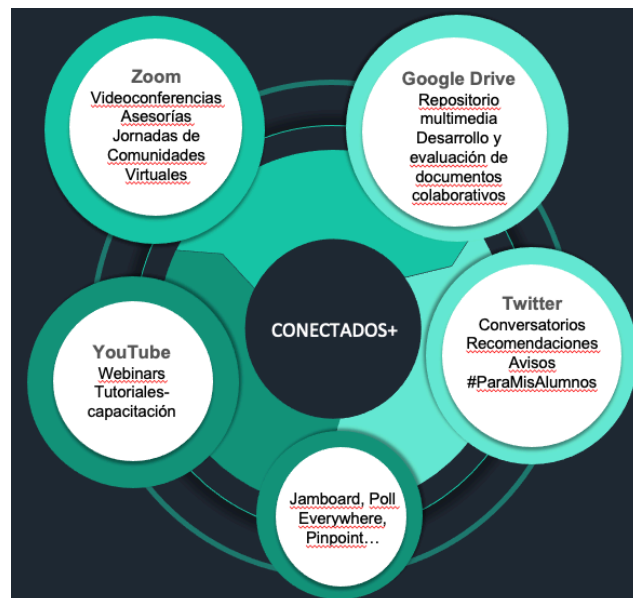 Zoom
Videoconferencias
Asesorías
Jornadas de
Comunidades
Virtuales
Google Drive
Repositorio
multimedia
Desarrollo y
evaluación de
documentos
colaborativos
CONECTADOS+
Twitter
Conversatorios
Recomendaciones
Avisos
#ParaMisAlumnos
YouTube
Webinars
Tutoriales-
capacitación
Jamboard, Poll
Everywhere,
Pinpoint…